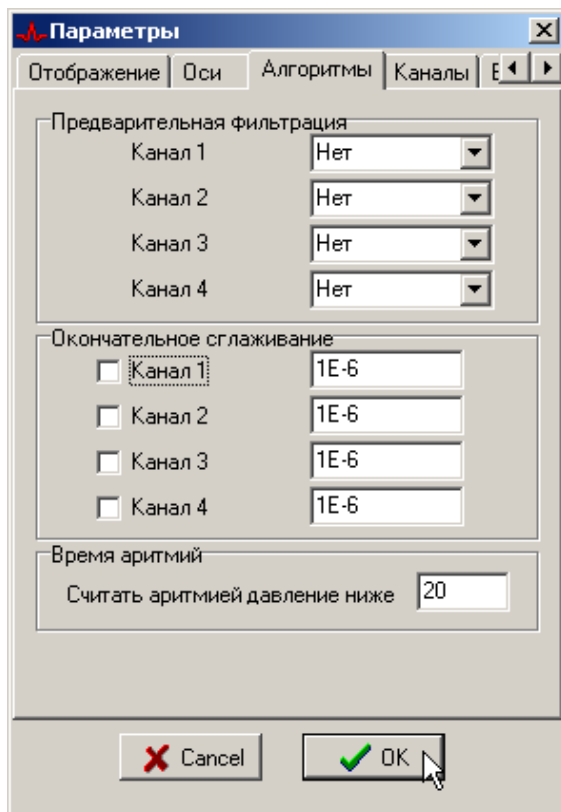 Параметры
Отображение Оси Алгоритмы Каналы
Предварительная фильтрация
Канал 1 Нет
Канал 2 Нет
Канал 3 Нет
Канал 4 Нет
Окончательное сглаживание
Канал 1 1E-6
Канал 2 1E-6
Канал 3 1E-6
Канал 4 1E-6
Время аритмий
Считать аритмией давление ниже 20
Cancel OK